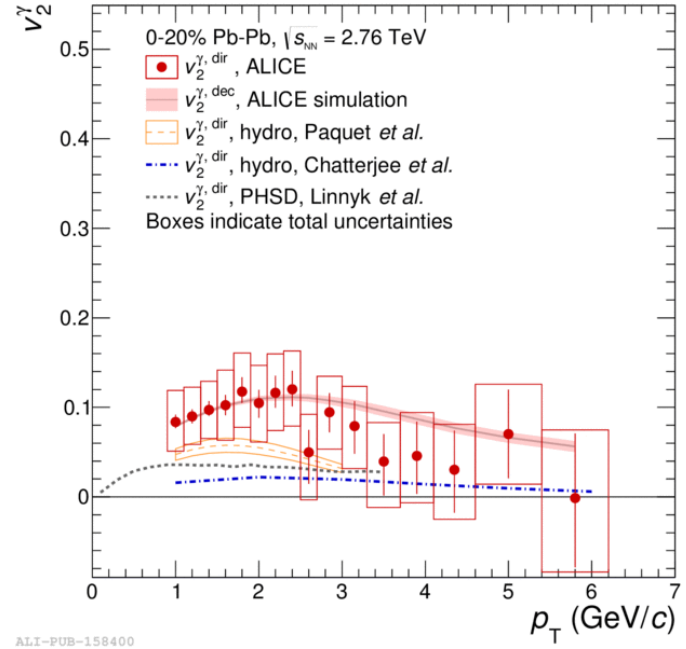 0-20% Pb-Pb, √s_NN = 2.76 TeV
v_2^γ,dir, ALICE
v_2^γ,dec, ALICE simulation
v_2^γ,dir, hydro, Paquet et al.
v_2^γ,dir, hydro, Chatterjee et al.
v_2^γ,dir, PHSD, Linnyk et al.
Boxes indicate total uncertainties
v_2^γ
0.5
0.4
0.3
0.2
0.1
0
0 1 2 3 4 5 6 7
p_T (GeV/c)
ALI-PUB-158400